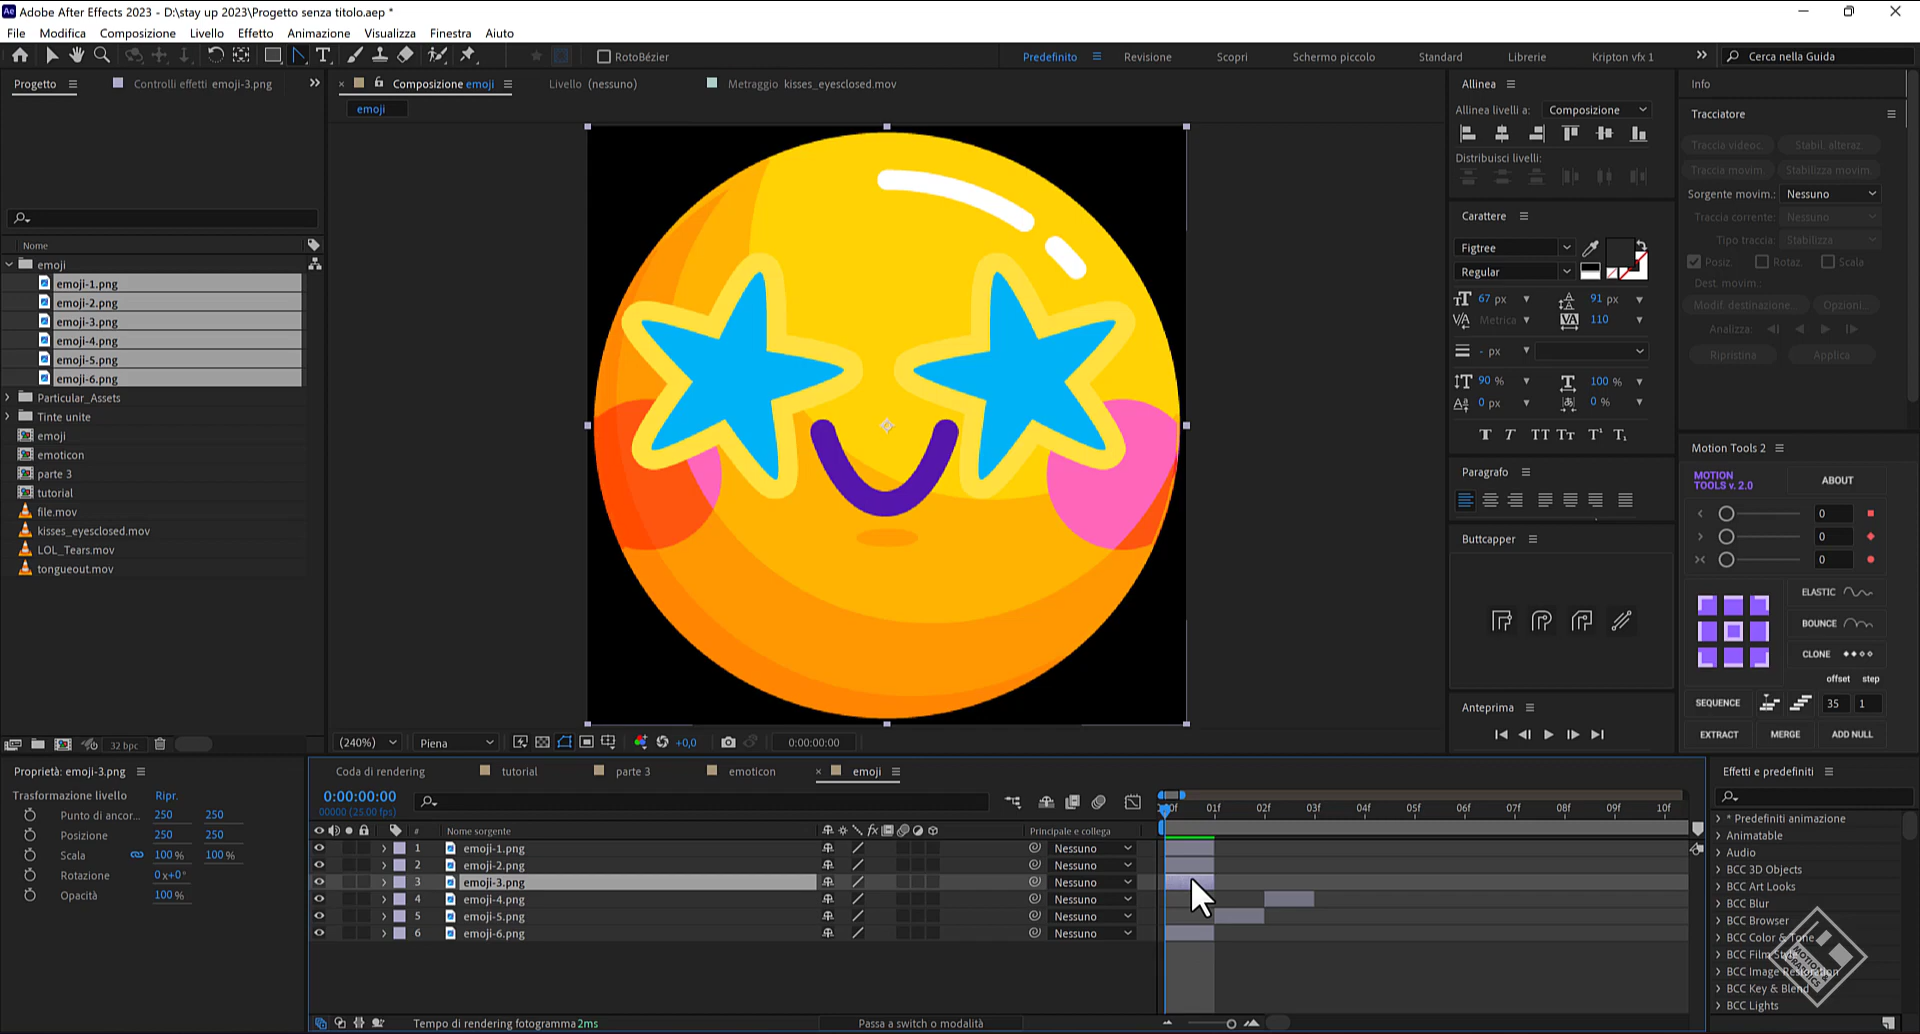 Adobe After Effects 2023 - D:\stay up 2023\Progetto senza titolo.aep *
File Modifica Composizione Livello Effetto Animazione Visualizza Finestra Aiuto
RotoBézier
Predefinito Revisione Scopri Schermo piccolo Standard Librerie Kripton vfx 1 Cerca nella Guida
Progetto
Controlli effetti emoji-3.png
Composizione emoji
Livello (nessuno)
Metraggio kisses_eyesclosed.mov
emoji
Nome
emoji
emoji-1.png
emoji-2.png
emoji-3.png
emoji-4.png
emoji-5.png
emoji-6.png
Particular_Assets
Tinte unite
emoji
emoticon
parte 3
tutorial
file.mov
kisses_eyesclosed.mov
LOL_Tears.mov
tongueout.mov
32 bpc
(240%) Piena +0,0 0:00:00:00
Allinea
Allinea livelli a: Composizione
Distribuisci livelli:
Carattere
Figtree
Regular
67 px 91 px
Metrica 110
- px
90 % 100 %
0 px 0 %
Paragrafo
Buttcapper
Anteprima
Info
Tracciatore
Traccia videoc. Stabil. alteraz.
Traccia movim. Stabilizza movim.
Sorgente movim.: Nessuno
Traccia corrente: Nessuno
Tipo traccia: Stabilizza
Posiz. Rotaz. Scala
Dest. movim.:
Modif. destinazione... Opzioni...
Analizza:
Ripristina Applica
Motion Tools 2
MOTION TOOLS v. 2.0 ABOUT
0
0
0
ELASTIC
BOUNCE
CLONE
offset step
SEQUENCE 35 1
EXTRACT MERGE ADD NULL
Proprietà: emoji-3.png
Trasformazione livello Ripr.
Punto di ancor... 250 250
Posizione 250 250
Scala 100 % 100 %
Rotazione 0x+0°
Opacità 100 %
Coda di rendering tutorial parte 3 emoticon emoji
0:00:00:00
00000 (25.00 fps)
00f 01f 02f 03f 04f 05f 06f 07f 08f 09f 10f
# Nome sorgente Principale e collega
1 emoji-1.png Nessuno
2 emoji-2.png Nessuno
3 emoji-3.png Nessuno
4 emoji-4.png Nessuno
5 emoji-5.png Nessuno
6 emoji-6.png Nessuno
Tempo di rendering fotogramma 2ms
Passa a switch o modalità
Effetti e predefiniti
* Predefiniti animazione
Animatable
Audio
BCC 3D Objects
BCC Art Looks
BCC Blur
BCC Browser
BCC Color & Tone
BCC Film Style
BCC Image Restoration
BCC Key & Blend
BCC Lights